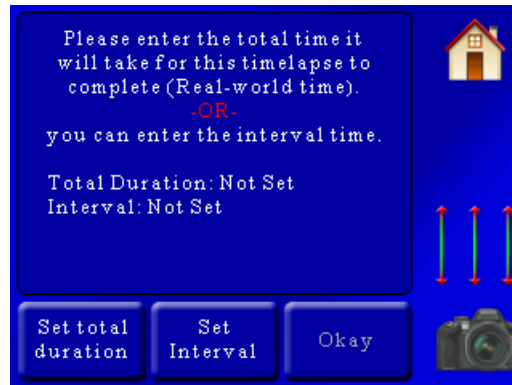 Please enter the total time it
will take for this timelapse to
complete (Real-world time).
-OR-
you can enter the interval time.
Total Duration: Not Set
Interval: Not Set
Set total
duration
Set
Interval
Okay